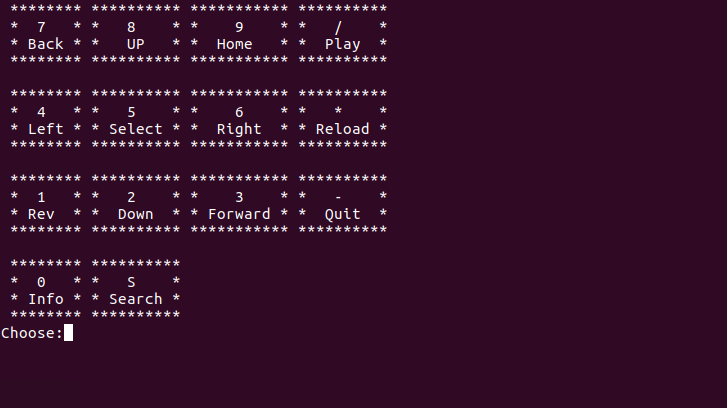 ******** ********** *********** **********
*  7   * *   8    * *    9    * *   /    *
* Back * *   UP   * *  Home   * *  Play  *
******** ********** *********** **********
******** ********** *********** **********
*  4   * *   5    * *    6    * *   *    *
* Left * * Select * *  Right  * * Reload *
******** ********** *********** **********
******** ********** *********** **********
*  1   * *   2    * *    3    * *   -    *
* Rev  * *  Down  * * Forward * *  Quit  *
******** ********** *********** **********
******** **********
*  0   * *   S    *
* Info * * Search *
******** **********
Choose: